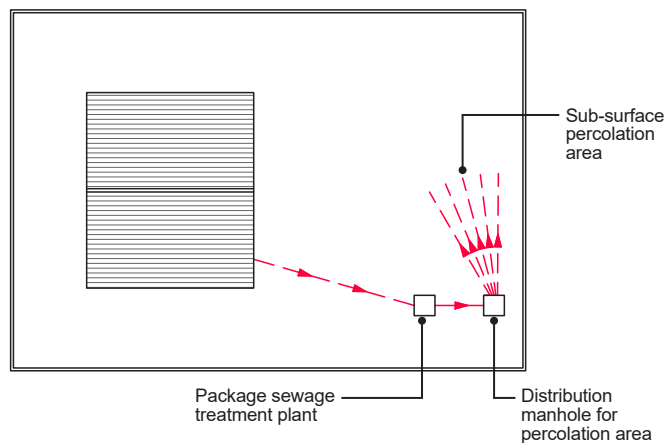 Sub-surface
percolation
area
Package sewage
treatment plant
Distribution
manhole for
percolation area